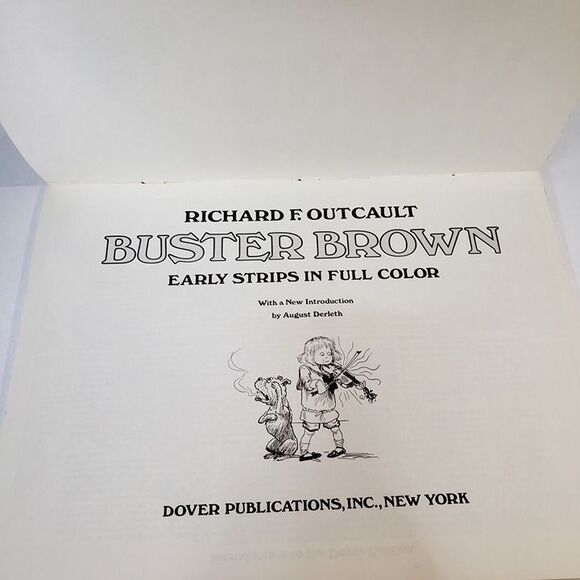 RICHARD F. OUTCAULT
BUSTER BROWN
EARLY STRIPS IN FULL COLOR
With a New Introduction
by August Derleth
DOVER PUBLICATIONS, INC., NEW YORK